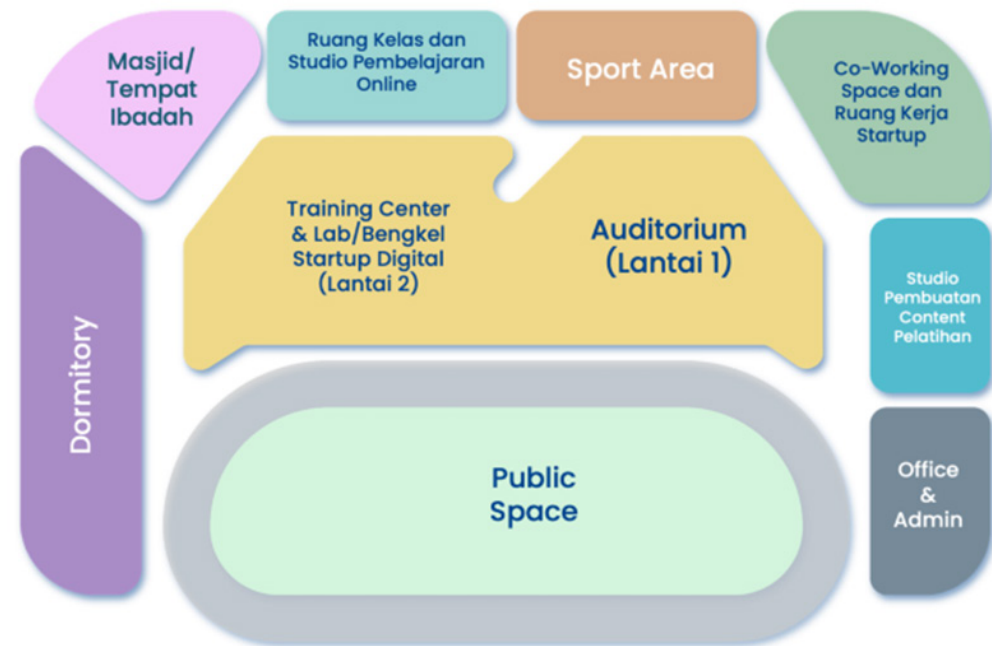 Masjid/
Tempat
Ibadah
Ruang Kelas dan
Studio Pembelajaran
Online
Sport Area
Co-Working
Space dan
Ruang Kerja
Startup
Training Center
& Lab/Bengkel
Startup Digital
(Lantai 2)
Auditorium
(Lantai 1)
Studio
Pembuatan
Content
Pelatihan
Dormitory
Public
Space
Office
&
Admin